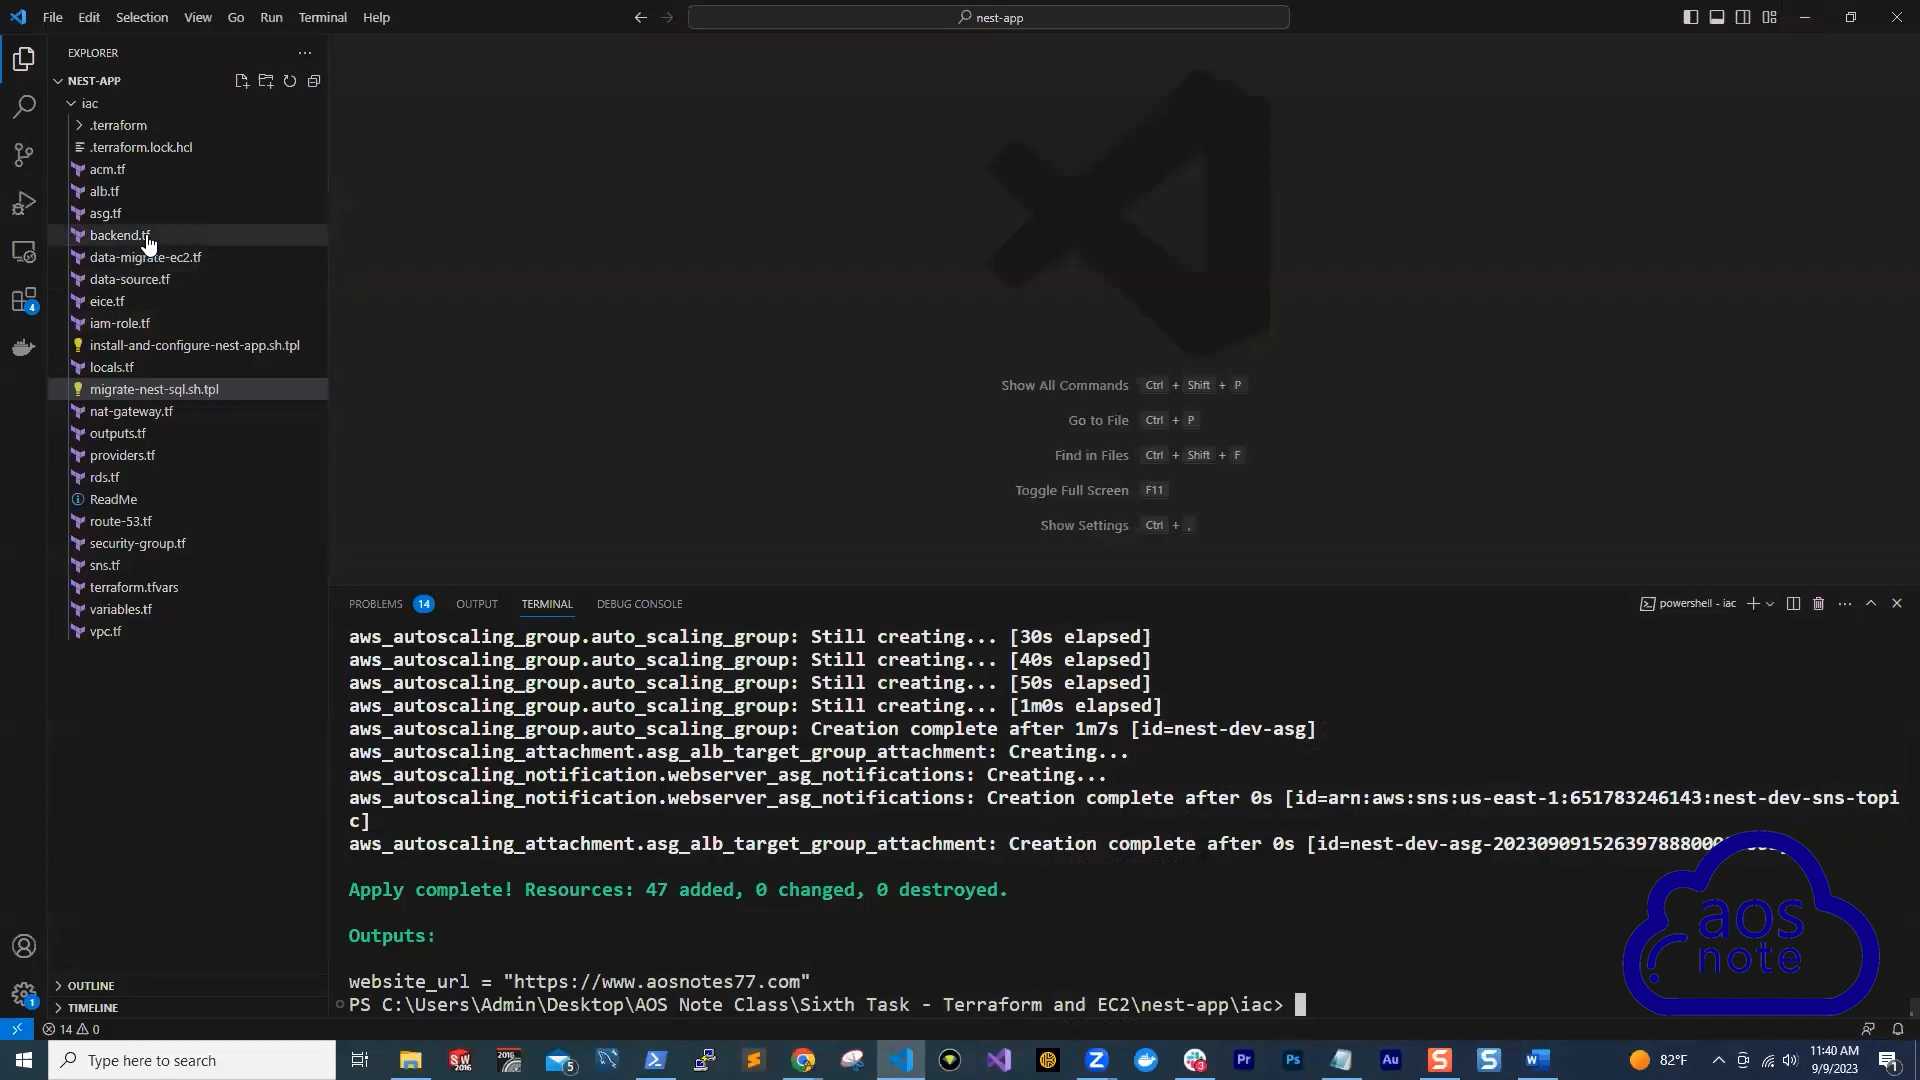 File Edit Selection View Go Run Terminal Help
nest-app
EXPLORER
NEST-APP
iac
.terraform
.terraform.lock.hcl
acm.tf
alb.tf
asg.tf
backend.tf
data-migrate-ec2.tf
data-source.tf
eice.tf
iam-role.tf
install-and-configure-nest-app.sh.tpl
locals.tf
migrate-nest-sql.sh.tpl
nat-gateway.tf
outputs.tf
providers.tf
rds.tf
ReadMe
route-53.tf
security-group.tf
sns.tf
terraform.tfvars
variables.tf
vpc.tf
OUTLINE
TIMELINE
4
1
Show All Commands Ctrl + Shift + P
Go to File Ctrl + P
Find in Files Ctrl + Shift + F
Toggle Full Screen F11
Show Settings Ctrl + ,
PROBLEMS 14 OUTPUT TERMINAL DEBUG CONSOLE
powershell - iac
aws_autoscaling_group.auto_scaling_group: Still creating... [30s elapsed]
aws_autoscaling_group.auto_scaling_group: Still creating... [40s elapsed]
aws_autoscaling_group.auto_scaling_group: Still creating... [50s elapsed]
aws_autoscaling_group.auto_scaling_group: Still creating... [1m0s elapsed]
aws_autoscaling_group.auto_scaling_group: Creation complete after 1m7s [id=nest-dev-asg]
aws_autoscaling_attachment.asg_alb_target_group_attachment: Creating...
aws_autoscaling_notification.webserver_asg_notifications: Creating...
aws_autoscaling_notification.webserver_asg_notifications: Creation complete after 0s [id=arn:aws:sns:us-east-1:651783246143:nest-dev-sns-topi
c]
aws_autoscaling_attachment.asg_alb_target_group_attachment: Creation complete after 0s
Apply complete! Resources: 47 added, 0 changed, 0 destroyed.
Outputs:
website_url = "https://www.aosnotes77.com"
PS C:\Users\Admin\Desktop\AOS Note Class\Sixth Task - Terraform and EC2\nest-app\iac>
aos
note
14 0
Type here to search
82°F
11:40 AM
9/9/2023